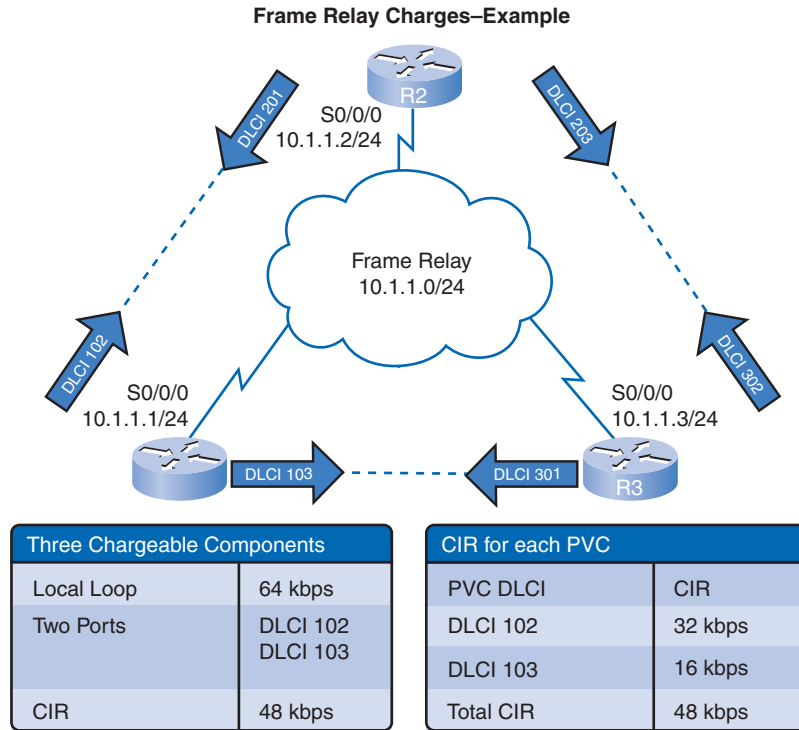 Frame Relay Charges–Example
R2
DLCI 201
DLCI 203
S0/0/0
10.1.1.2/24
Frame Relay
10.1.1.0/24
DLCI 102
DLCI 302
S0/0/0
10.1.1.1/24
S0/0/0
10.1.1.3/24
DLCI 103
DLCI 301
R3
Three Chargeable Components
Local Loop 64 kbps
Two Ports DLCI 102
DLCI 103
CIR 48 kbps
CIR for each PVC
PVC DLCI CIR
DLCI 102 32 kbps
DLCI 103 16 kbps
Total CIR 48 kbps